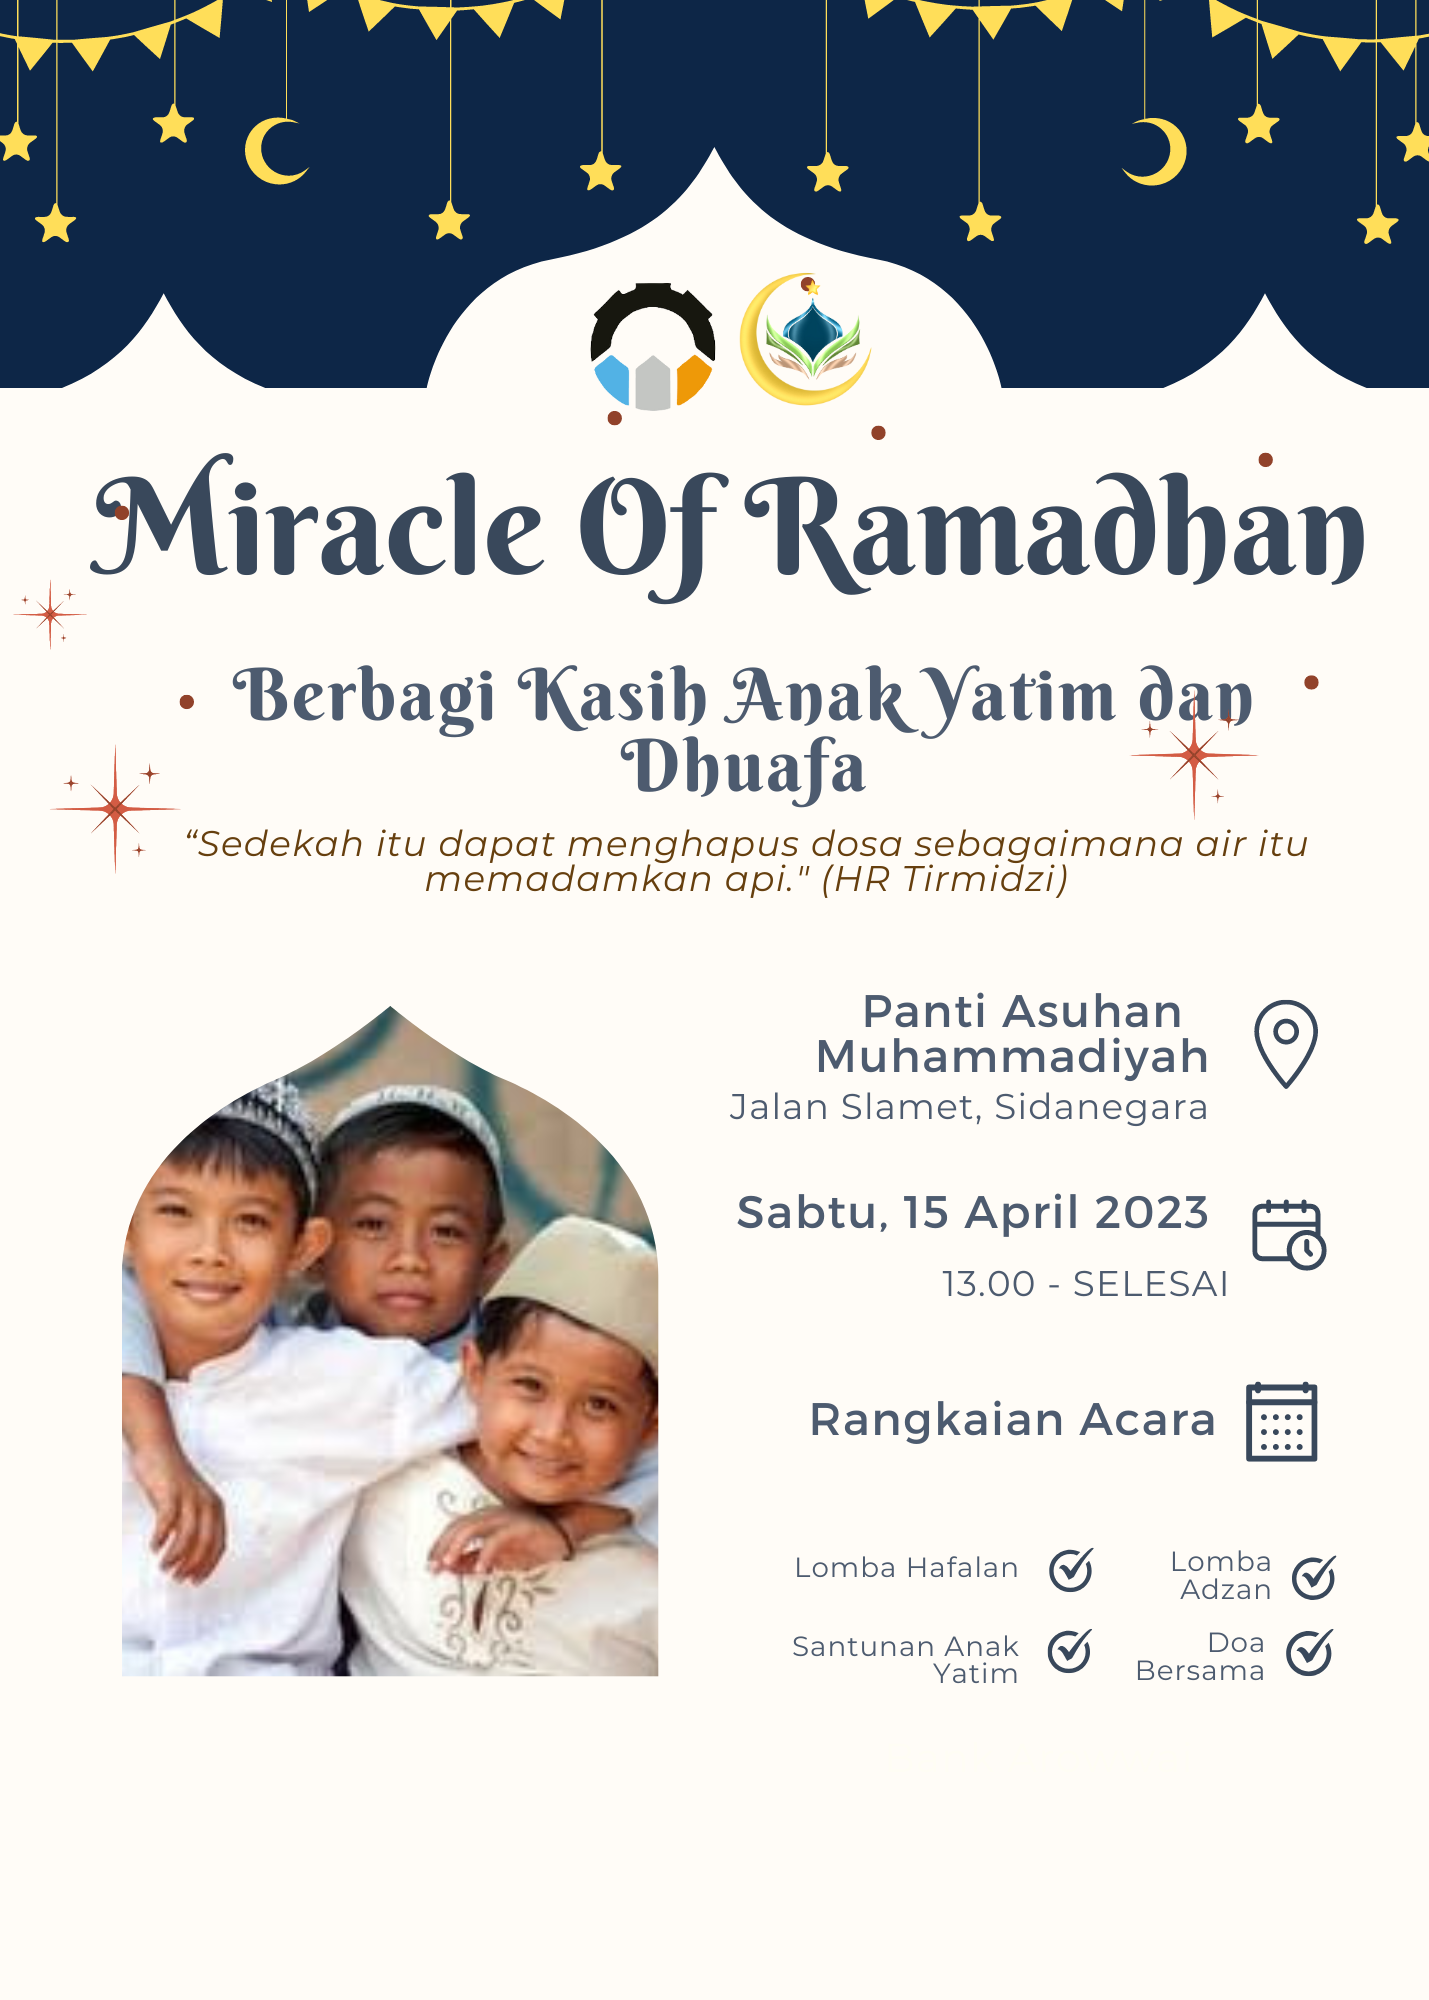 Miracle Of Ramadhan
Berbagi Kasih Anak Yatim dan
Dhuafa
“Sedekah itu dapat menghapus dosa sebagaimana air itu
memadamkan api." (HR Tirmidzi)
Panti Asuhan
Muhammadiyah
Jalan Slamet, Sidanegara
Sabtu, 15 April 2023
13.00 - SELESAI
Rangkaian Acara
Lomba Hafalan
Lomba
Adzan
Santunan Anak
Yatim
Doa
Bersama